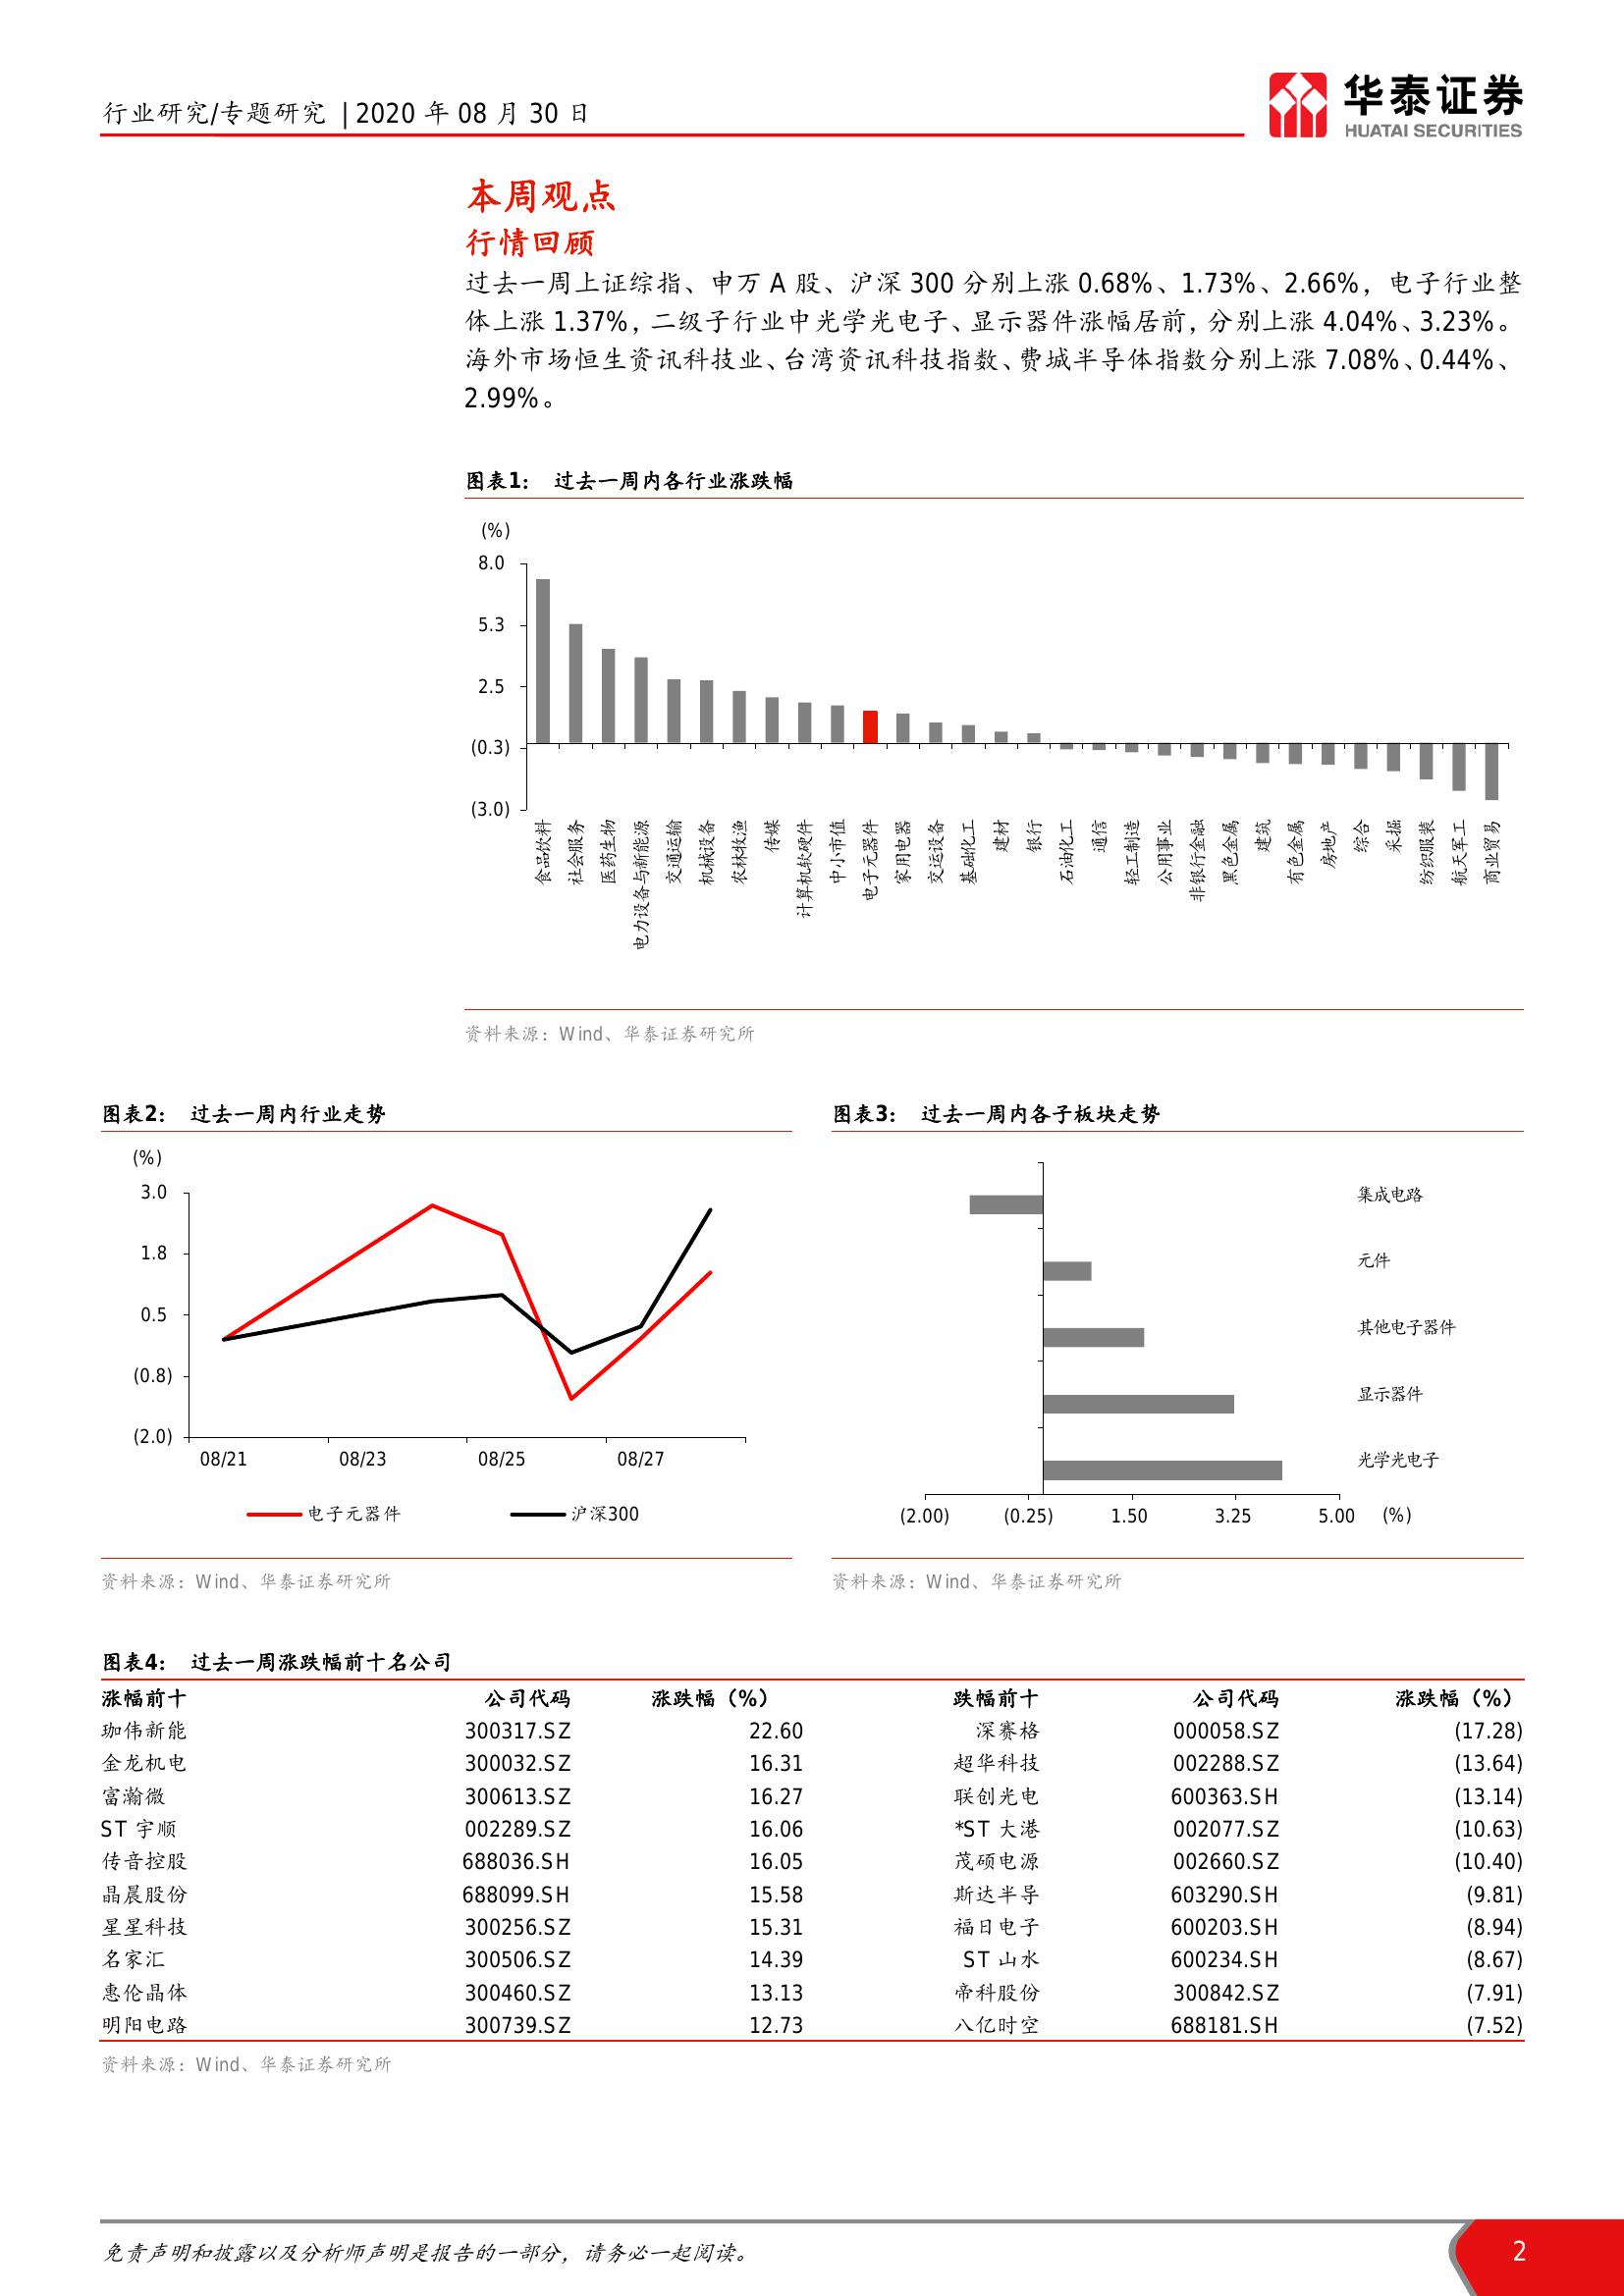 行业研究/专题研究 | 2020 年 08 月 30 日
华泰证券
HUATAI SECURITIES
本周观点
行情回顾
过去一周上证综指、申万 A 股、沪深 300 分别上涨 0.68%、1.73%、2.66%，电子行业整
体上涨 1.37%，二级子行业中光学光电子、显示器件涨幅居前，分别上涨 4.04%、3.23%。
海外市场恒生资讯科技业、台湾资讯科技指数、费城半导体指数分别上涨 7.08%、0.44%、
2.99%。
图表1： 过去一周内各行业涨跌幅
(%)
8.0
5.3
2.5
(0.3)
(3.0)
食品饮料
社会服务
医药生物
电力设备与新能源
交通运输
机械设备
农林牧渔
传媒
计算机软硬件
中小市值
电子元器件
家用电器
交运设备
基础化工
建材
银行
石油化工
通信
轻工制造
公用事业
非银行金融
黑色金属
建筑
有色金属
房地产
综合
采掘
纺织服装
航天军工
商业贸易
资料来源：Wind、华泰证券研究所
图表2： 过去一周内行业走势
(%)
3.0
1.8
0.5
(0.8)
(2.0)
08/21 08/23 08/25 08/27
电子元器件 沪深300
资料来源：Wind、华泰证券研究所
图表3： 过去一周内各子板块走势
集成电路
元件
其他电子器件
显示器件
光学光电子
(2.00) (0.25) 1.50 3.25 5.00 (%)
资料来源：Wind、华泰证券研究所
图表4： 过去一周涨跌幅前十名公司
涨幅前十 公司代码 涨跌幅（%） 跌幅前十 公司代码 涨跌幅（%）
珈伟新能 300317.SZ 22.60 深赛格 000058.SZ (17.28)
金龙机电 300032.SZ 16.31 超华科技 002288.SZ (13.64)
富瀚微 300613.SZ 16.27 联创光电 600363.SH (13.14)
ST 宇顺 002289.SZ 16.06 *ST 大港 002077.SZ (10.63)
传音控股 688036.SH 16.05 茂硕电源 002660.SZ (10.40)
晶晨股份 688099.SH 15.58 斯达半导 603290.SH (9.81)
星星科技 300256.SZ 15.31 福日电子 600203.SH (8.94)
名家汇 300506.SZ 14.39 ST 山水 600234.SH (8.67)
惠伦晶体 300460.SZ 13.13 帝科股份 300842.SZ (7.91)
明阳电路 300739.SZ 12.73 八亿时空 688181.SH (7.52)
资料来源：Wind、华泰证券研究所
免责声明和披露以及分析师声明是报告的一部分，请务必一起阅读。
2